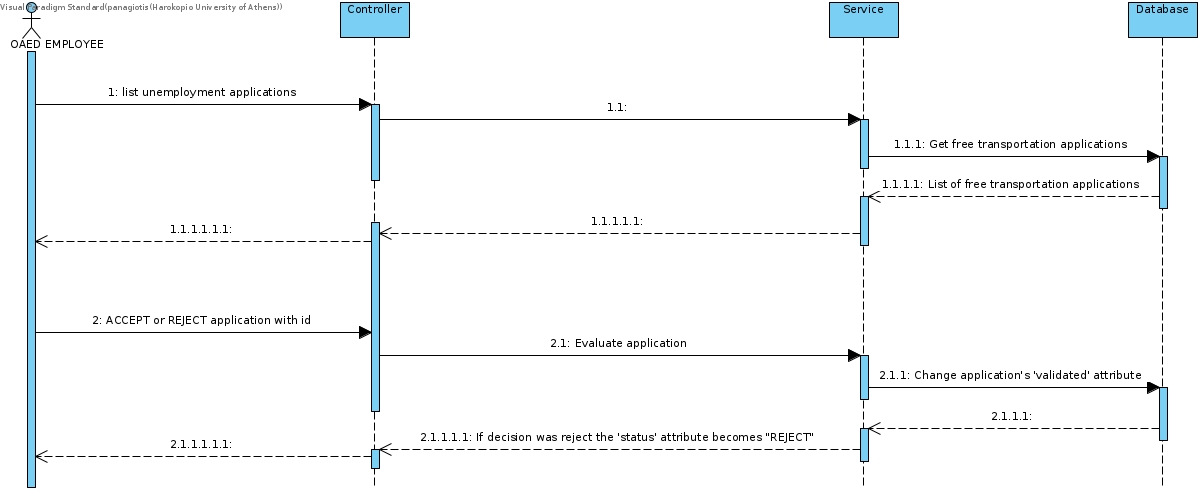 Visual Paradigm Standard(panagiotis(Harokopio University of Athens))
Controller
Service
Database
OAED EMPLOYEE
1: list unemployment applications
1.1:
1.1.1: Get free transportation applications
1.1.1.1: List of free transportation applications
1.1.1.1.1:
1.1.1.1.1.1:
2: ACCEPT or REJECT application with id
2.1: Evaluate application
2.1.1: Change application's 'validated' attribute
2.1.1.1:
2.1.1.1.1: If decision was reject the 'status' attribute becomes "REJECT"
2.1.1.1.1.1: